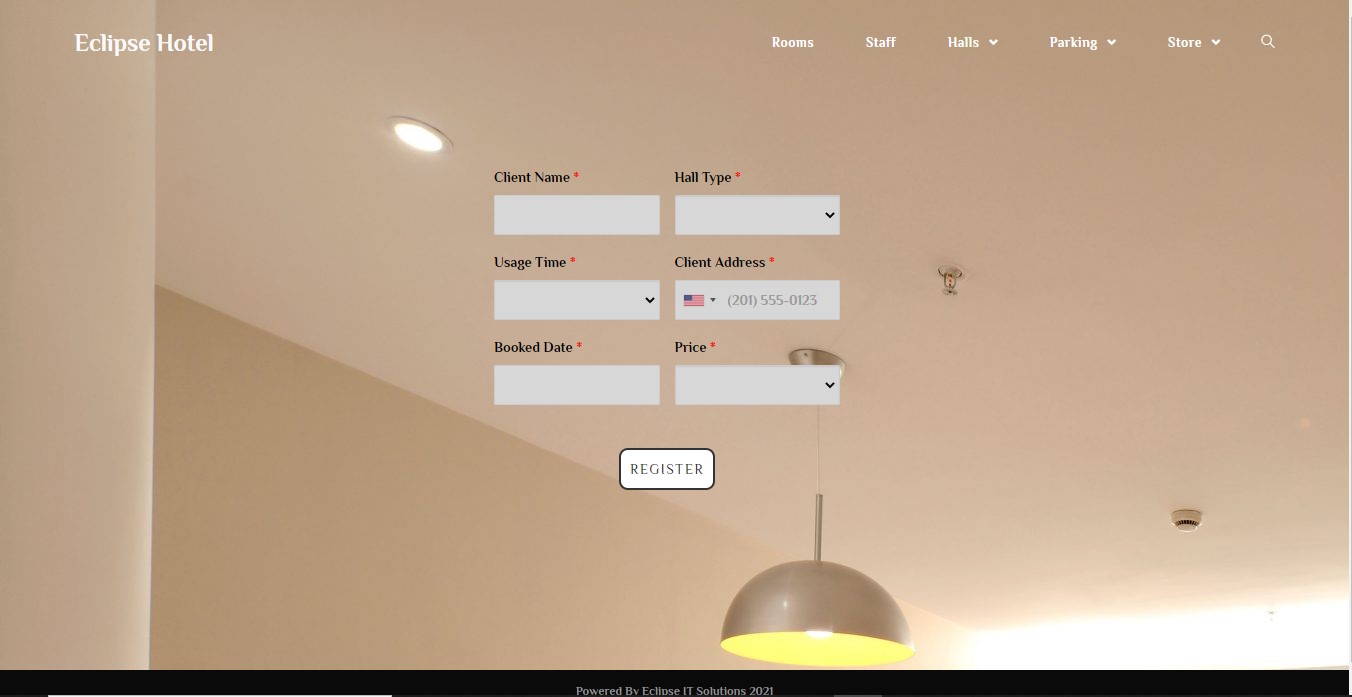 Eclipse Hotel Rooms Staff Halls Parking Store
Client Name * Hall Type *
Usage Time * Client Address *
(201) 555-0123
Booked Date * Price *
REGISTER
Powered By Eclipse IT Solutions 2021